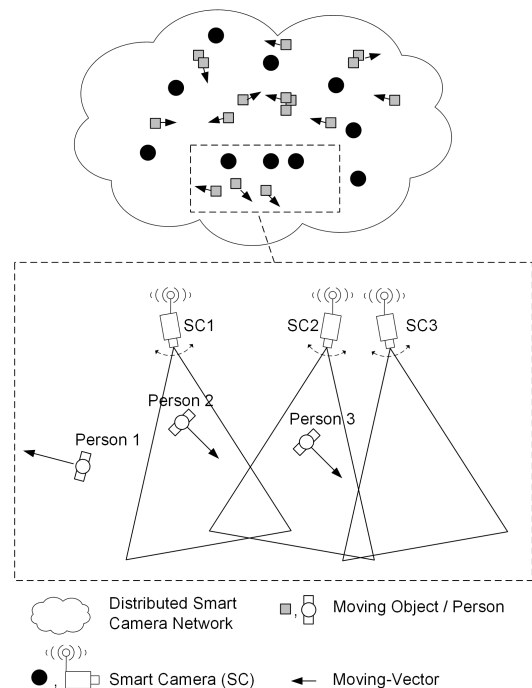 SC1
SC2
SC3
Person 2
Person 3
Person 1
Distributed Smart
Camera Network
, Moving Object / Person
, Smart Camera (SC)
Moving-Vector